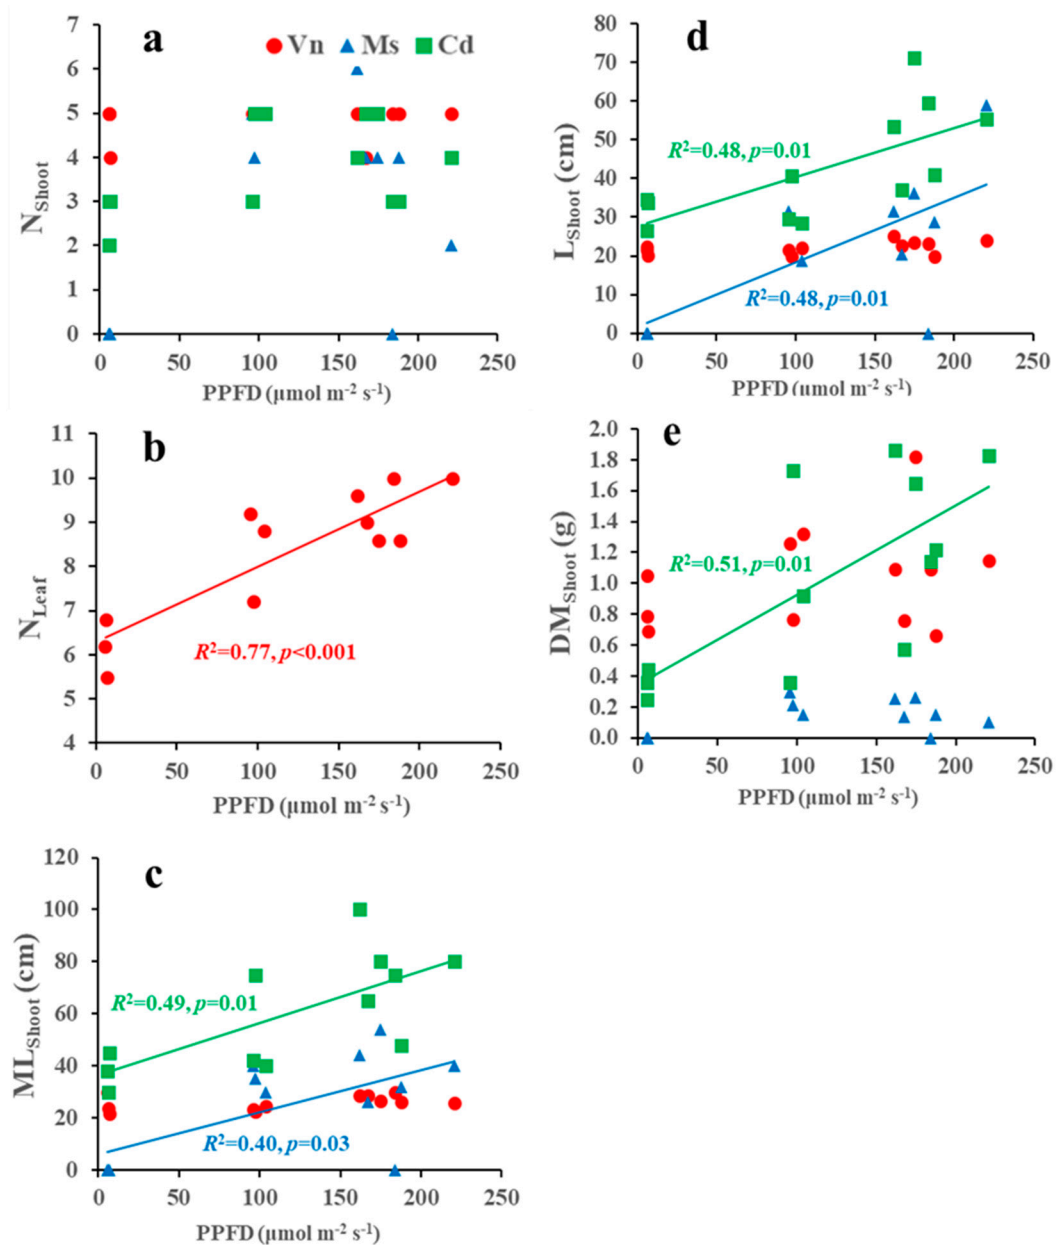 a
Vn Ms Cd
7
6
5
4
3
2
1
0
N_Shoot
0 50 100 150 200 250
PPFD (µmol m⁻² s⁻¹)
d
80
70
60
50
40
30
20
10
0
L_Shoot (cm)
R²=0.48, p=0.01
R²=0.48, p=0.01
0 50 100 150 200 250
PPFD (µmol m⁻² s⁻¹)
b
11
10
9
8
7
6
5
4
N_Leaf
R²=0.77, p<0.001
0 50 100 150 200 250
PPFD (µmol m⁻² s⁻¹)
e
2.0
1.8
1.6
1.4
1.2
1.0
0.8
0.6
0.4
0.2
0.0
DM_Shoot (g)
R²=0.51, p=0.01
0 50 100 150 200 250
PPFD (µmol m⁻² s⁻¹)
c
120
100
80
60
40
20
0
ML_Shoot (cm)
R²=0.49, p=0.01
R²=0.40, p=0.03
0 50 100 150 200 250
PPFD (µmol m⁻² s⁻¹)